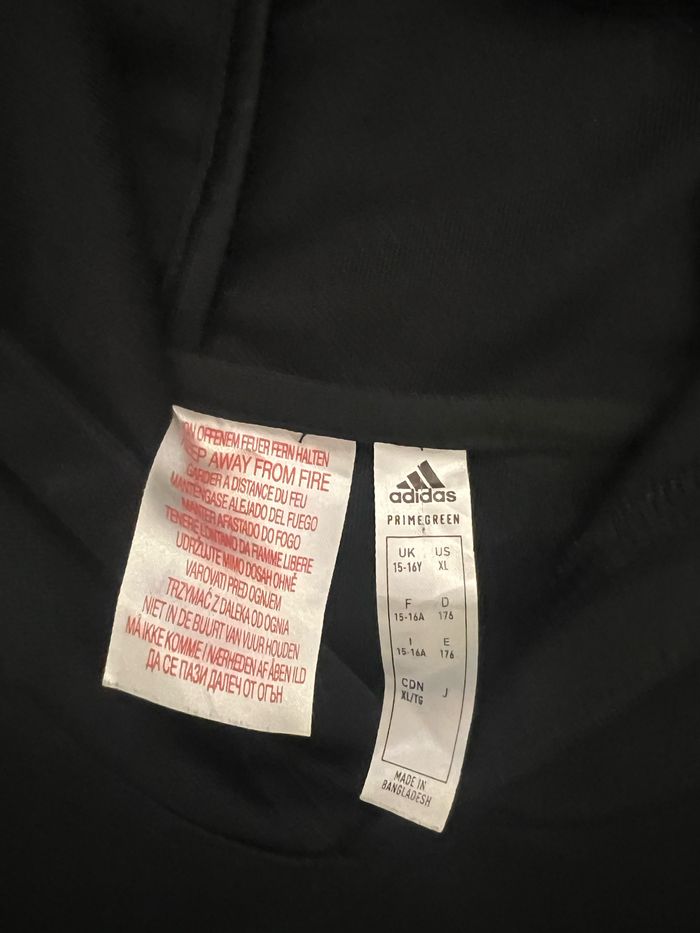 VON OFFENEM FEUER FERN HALTEN
KEEP AWAY FROM FIRE
GARDER A DISTANCE DU FEU
MANTENGASE ALEJADO DEL FUEGO
MANTER AFASTADO DO FOGO
TENERE LONTANO DA FIAMME LIBERE
UDRŽUJTE MIMO DOSAH OHNĚ
VAROVATI PRED OGNJEM
TRZYMAĆ Z DALEKA OD OGNIA
NIET IN DE BUURT VAN VUUR HOUDEN
MÅ IKKE KOMME I NÆRHEDEN AF ÅBEN ILD
ДА СЕ ПАЗИ ДАЛЕЧ ОТ ОГЪН
adidas
PRIMEGREEN
UK US
15-16Y XL
F D
15-16A 176
I E
15-16A 176
CDN J
XL/TG
MADE IN
BANGLADESH